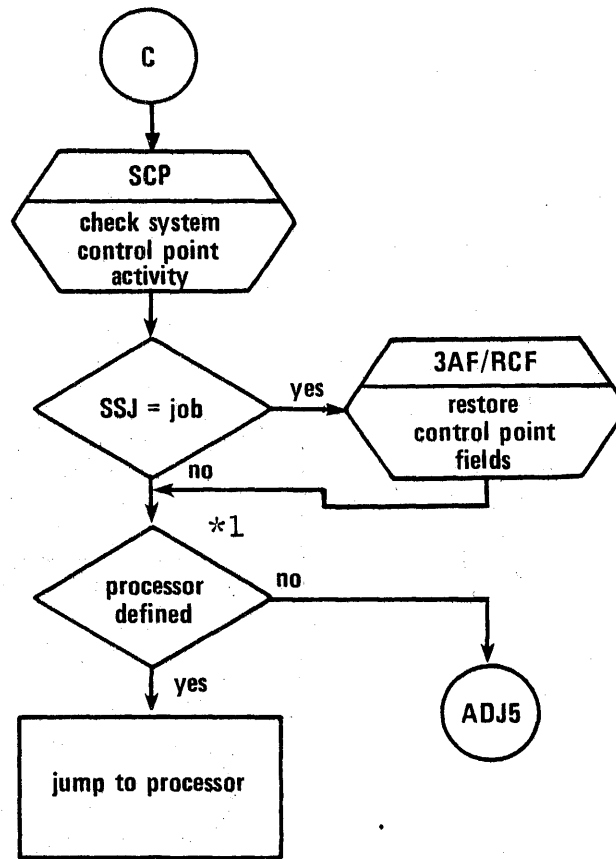 C
SCP
check system
control point
activity
SSJ = job
yes
3AF/RCF
restore
control point
fields
no
*1
processor
defined
no
yes
ADJ5
jump to processor